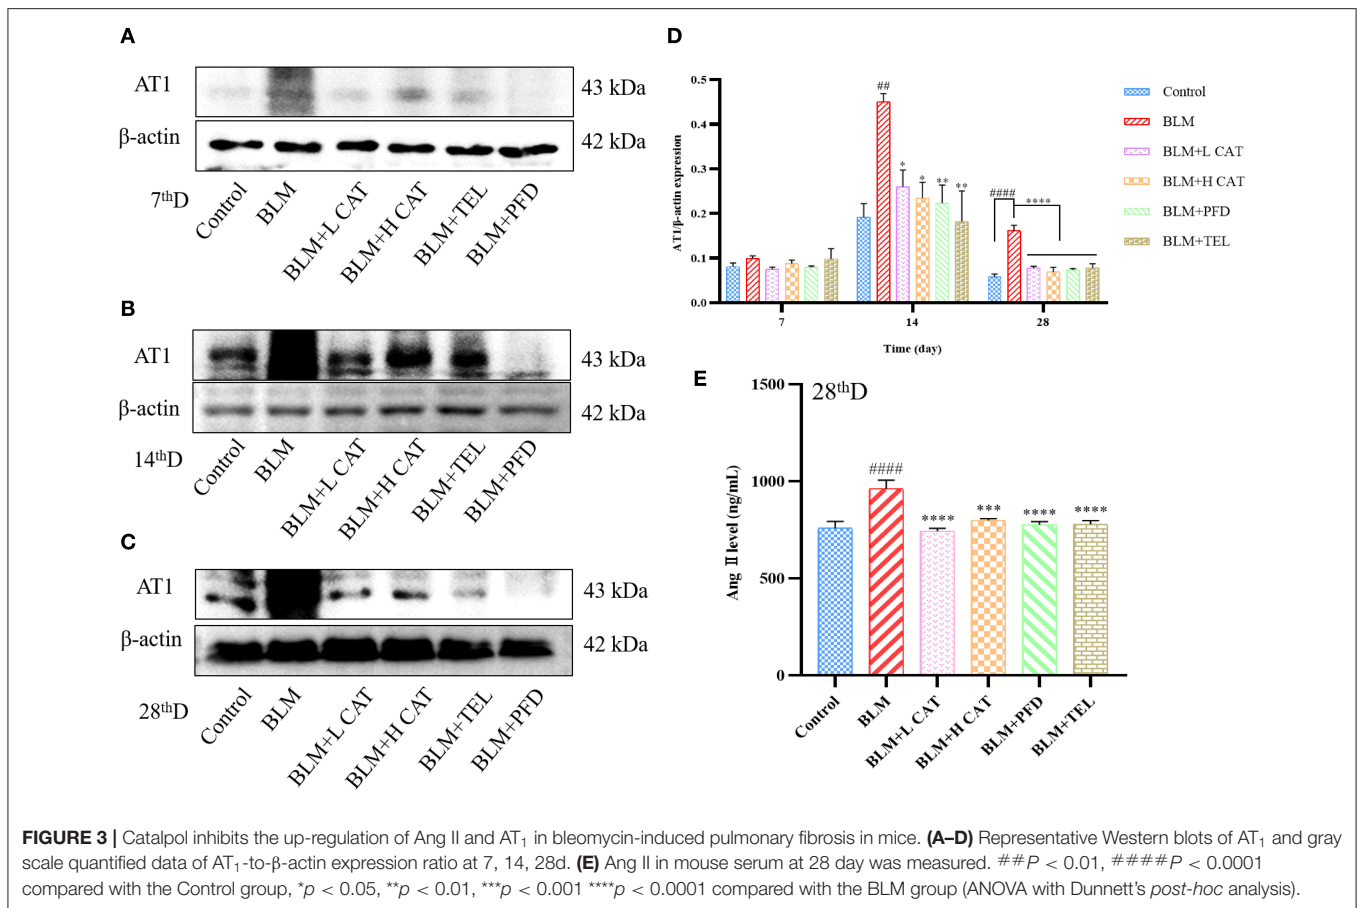 A
AT1
43 kDa
β-actin
42 kDa
7thD
Control
BLM
BLM+L CAT
BLM+H CAT
BLM+TEL
BLM+PFD
B
AT1
43 kDa
β-actin
42 kDa
14thD
Control
BLM
BLM+L CAT
BLM+H CAT
BLM+TEL
BLM+PFD
C
AT1
43 kDa
β-actin
42 kDa
28thD
Control
BLM
BLM+L CAT
BLM+H CAT
BLM+TEL
BLM+PFD
D
AT1/β-actin expression
0.5
0.4
0.3
0.2
0.1
0.0
##
*
*
**
**
####
****
7
14
28
Time (day)
Control
BLM
BLM+L CAT
BLM+H CAT
BLM+PFD
BLM+TEL
E
28thD
Ang Ⅱ level (ng/mL)
1500
1000
500
0
####
****
***
****
****
Control
BLM
BLM+L CAT
BLM+H CAT
BLM+PFD
BLM+TEL
FIGURE 3 | Catalpol inhibits the up-regulation of Ang II and AT1 in bleomycin-induced pulmonary fibrosis in mice. (A–D) Representative Western blots of AT1 and gray
scale quantified data of AT1-to-β-actin expression ratio at 7, 14, 28d. (E) Ang II in mouse serum at 28 day was measured. ##P < 0.01, ####P < 0.0001
compared with the Control group, *p < 0.05, **p < 0.01, ***p < 0.001 ****p < 0.0001 compared with the BLM group (ANOVA with Dunnett's post-hoc analysis).